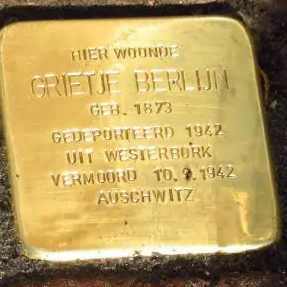 HIER WOONDE
GRIETJE BERLIJN
GEB. 1873
GEDEPORTEERD 1942
UIT WESTERBORK
VERMOORD 10.9.1942
AUSCHWITZ